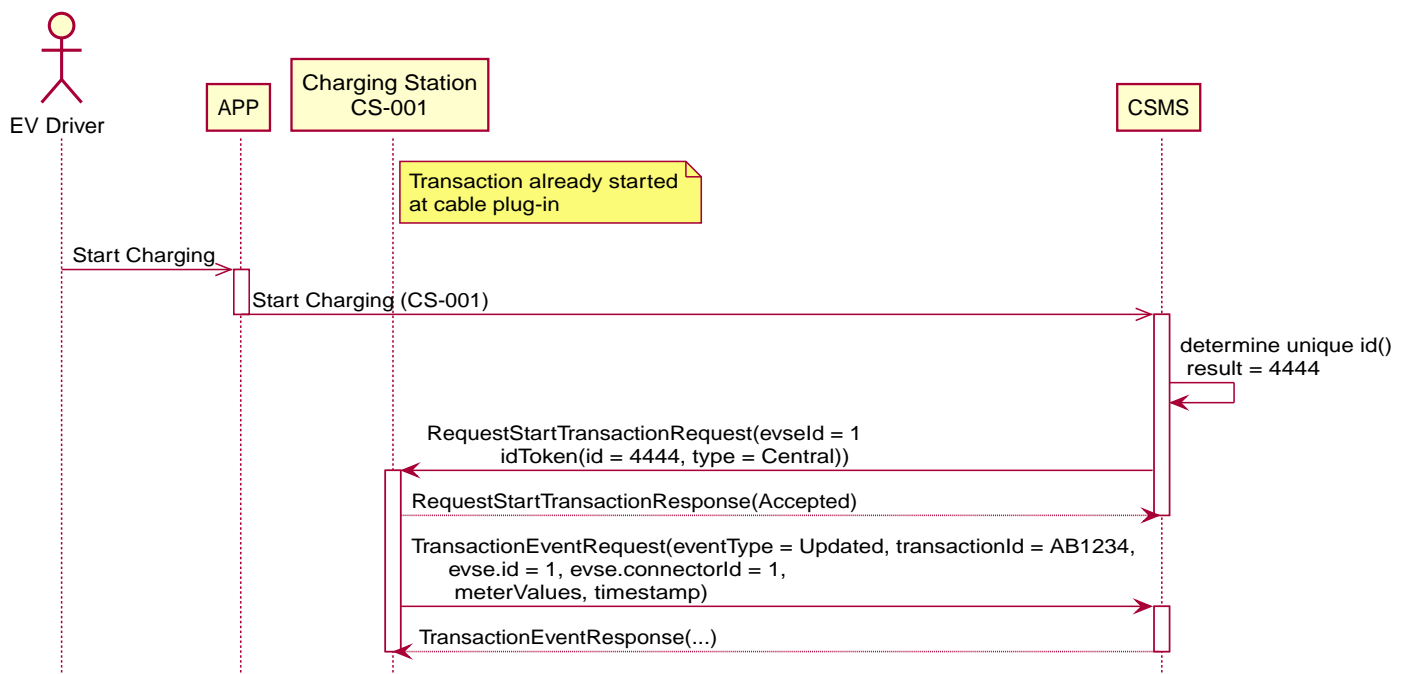 EV Driver
APP
Charging Station
CS-001
CSMS
Transaction already started
at cable plug-in
Start Charging
Start Charging (CS-001)
determine unique id()
result = 4444
RequestStartTransactionRequest(evseId = 1
idToken(id = 4444, type = Central))
RequestStartTransactionResponse(Accepted)
TransactionEventRequest(eventType = Updated, transactionId = AB1234,
evse.id = 1, evse.connectorId = 1,
meterValues, timestamp)
TransactionEventResponse(...)